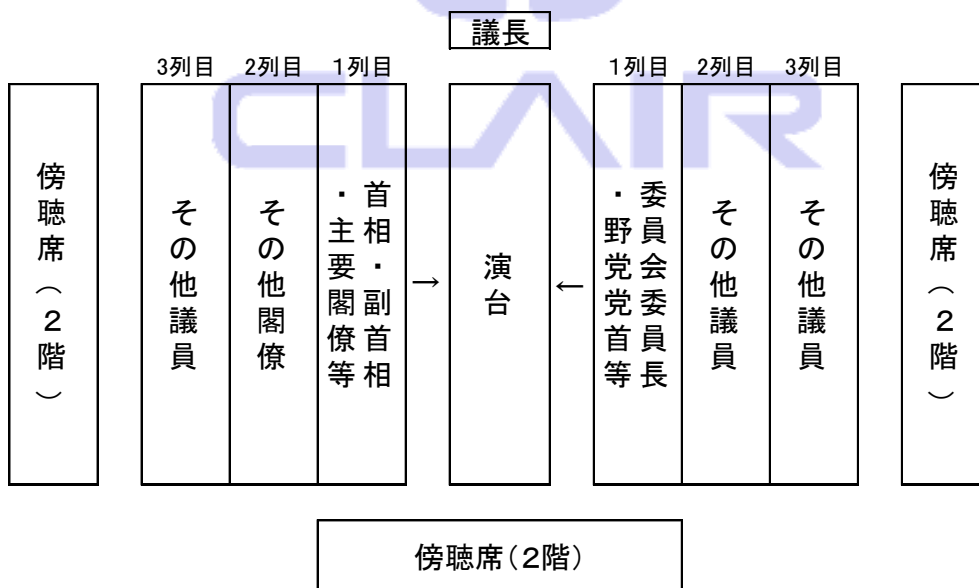 議長
3列目 2列目 1列目
1列目 2列目 3列目
傍聴席(2階)
その他議員
その他閣僚
首相・副首相
・主要閣僚等
→
演台
←
委員会委員長
・野党党首等
その他議員
その他議員
傍聴席(2階)
傍聴席(2階)
CLAIR